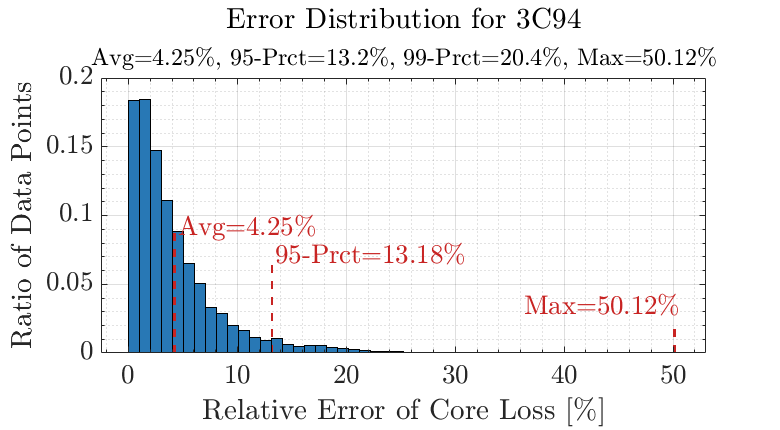 Error Distribution for 3C94
Avg=4.25%, 95-Prct=13.2%, 99-Prct=20.4%, Max=50.12%
Ratio of Data Points
0.2
0.15
0.1
0.05
0
Avg=4.25%
95-Prct=13.18%
Max=50.12%
0 10 20 30 40 50
Relative Error of Core Loss [%]